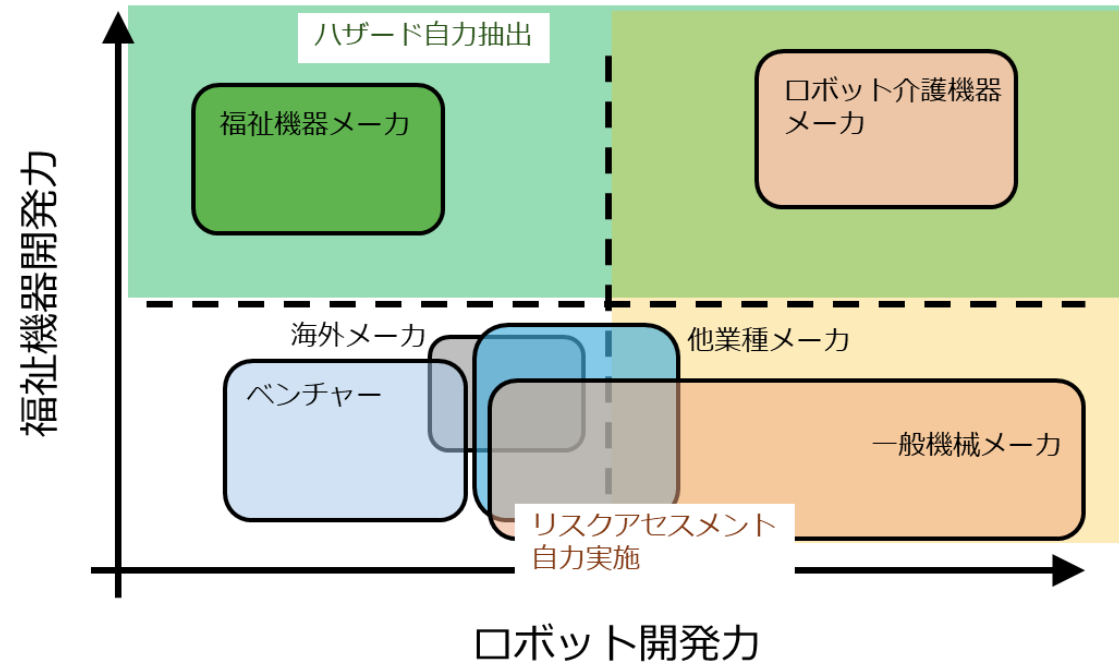 ハザード自力抽出
福祉機器メーカ
ロボット介護機器
メーカ
福祉機器開発力
海外メーカ
他業種メーカ
ベンチャー
一般機械メーカ
リスクアセスメント
自力実施
ロボット開発力